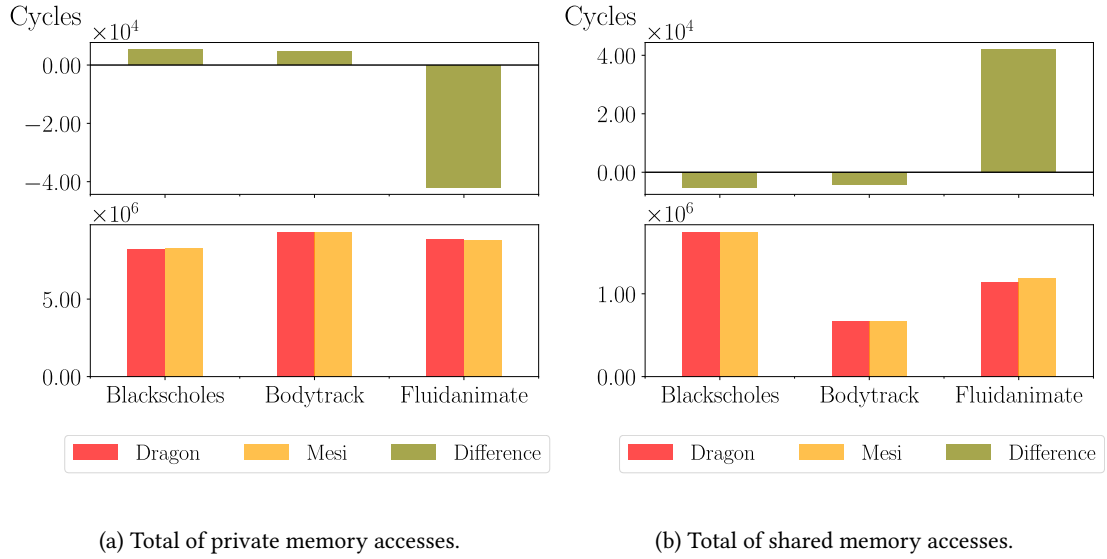 Cycles
×10^4
0.00
−2.00
−4.00
×10^6
5.00
0.00
Blackscholes Bodytrack Fluidanimate
Dragon Mesi Difference
(a) Total of private memory accesses.
Cycles
×10^4
4.00
2.00
0.00
×10^6
1.00
0.00
Blackscholes Bodytrack Fluidanimate
Dragon Mesi Difference
(b) Total of shared memory accesses.